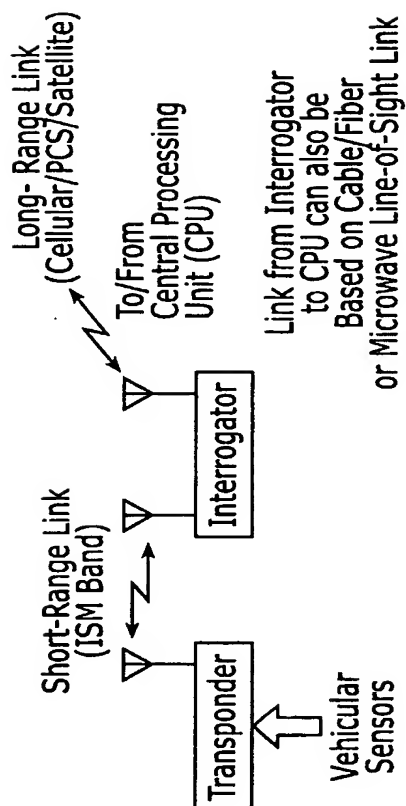 Long- Range Link
(Cellular/PCS/Satellite)
Short-Range Link
(ISM Band)
To/From
Central Processing
Unit (CPU)
Transponder
Interrogator
Vehicular
Sensors
Link from Interrogator
to CPU can also be
Based on Cable/Fiber
or Microwave Line-of-Sight Link